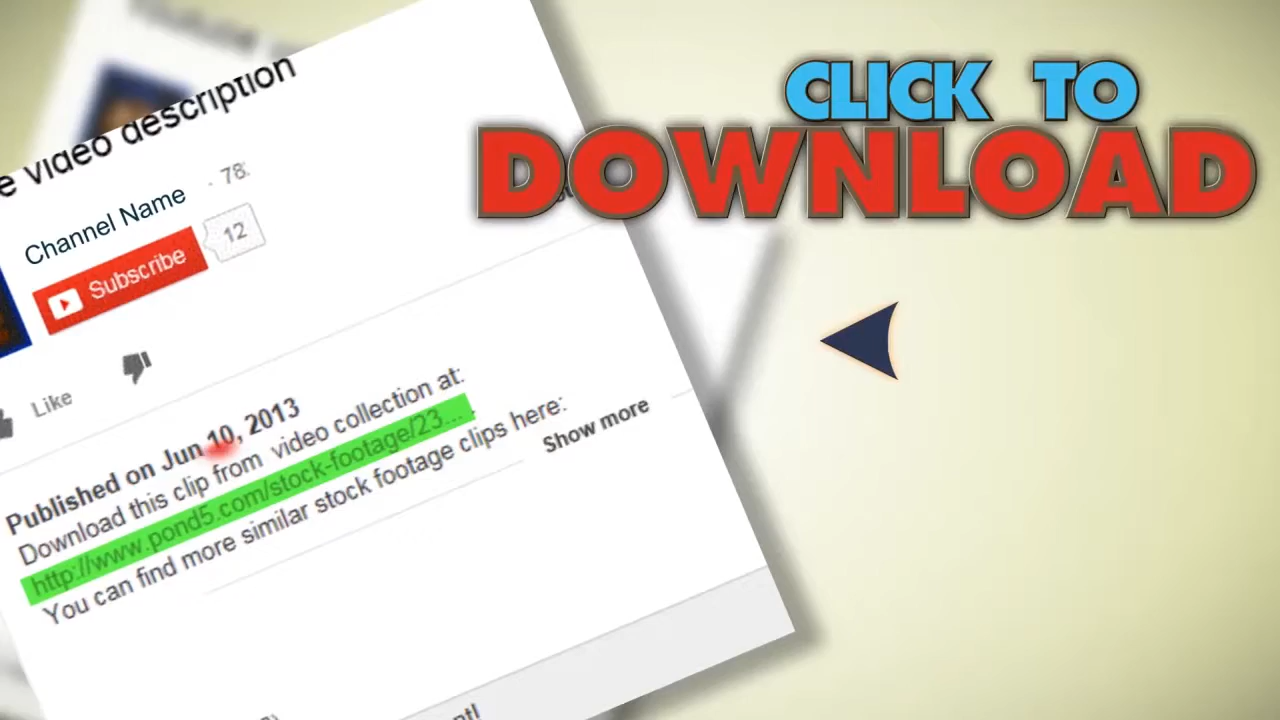 CLICK TO
DOWNLOAD
e video description
Channel Name
78
Subscribe
12
Like
Published on Jun 10, 2013
Download this clip from video collection at:
http://www.pond5.com/stock-footage/23... .
You can find more similar stock footage clips here:
Show more